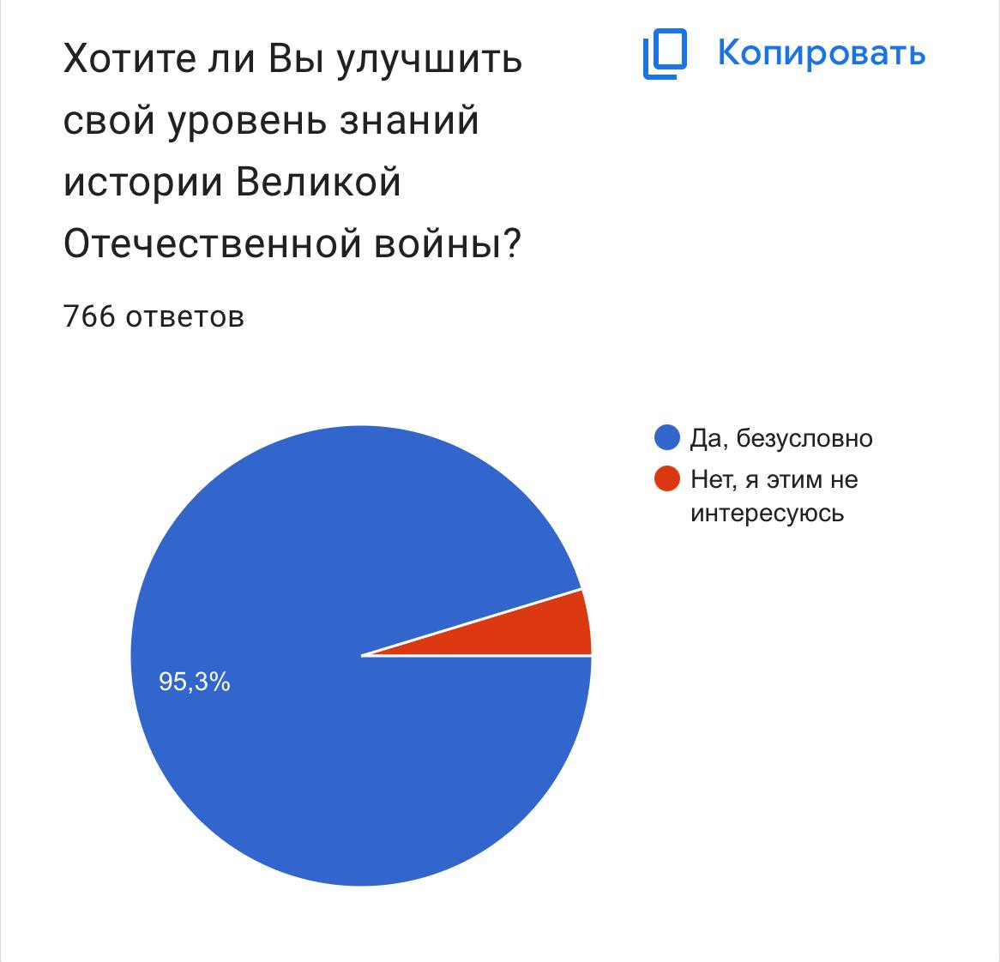 Хотите ли Вы улучшить
свой уровень знаний
истории Великой
Отечественной войны?
Копировать
766 ответов
Да, безусловно
Нет, я этим не
интересуюсь
95,3%